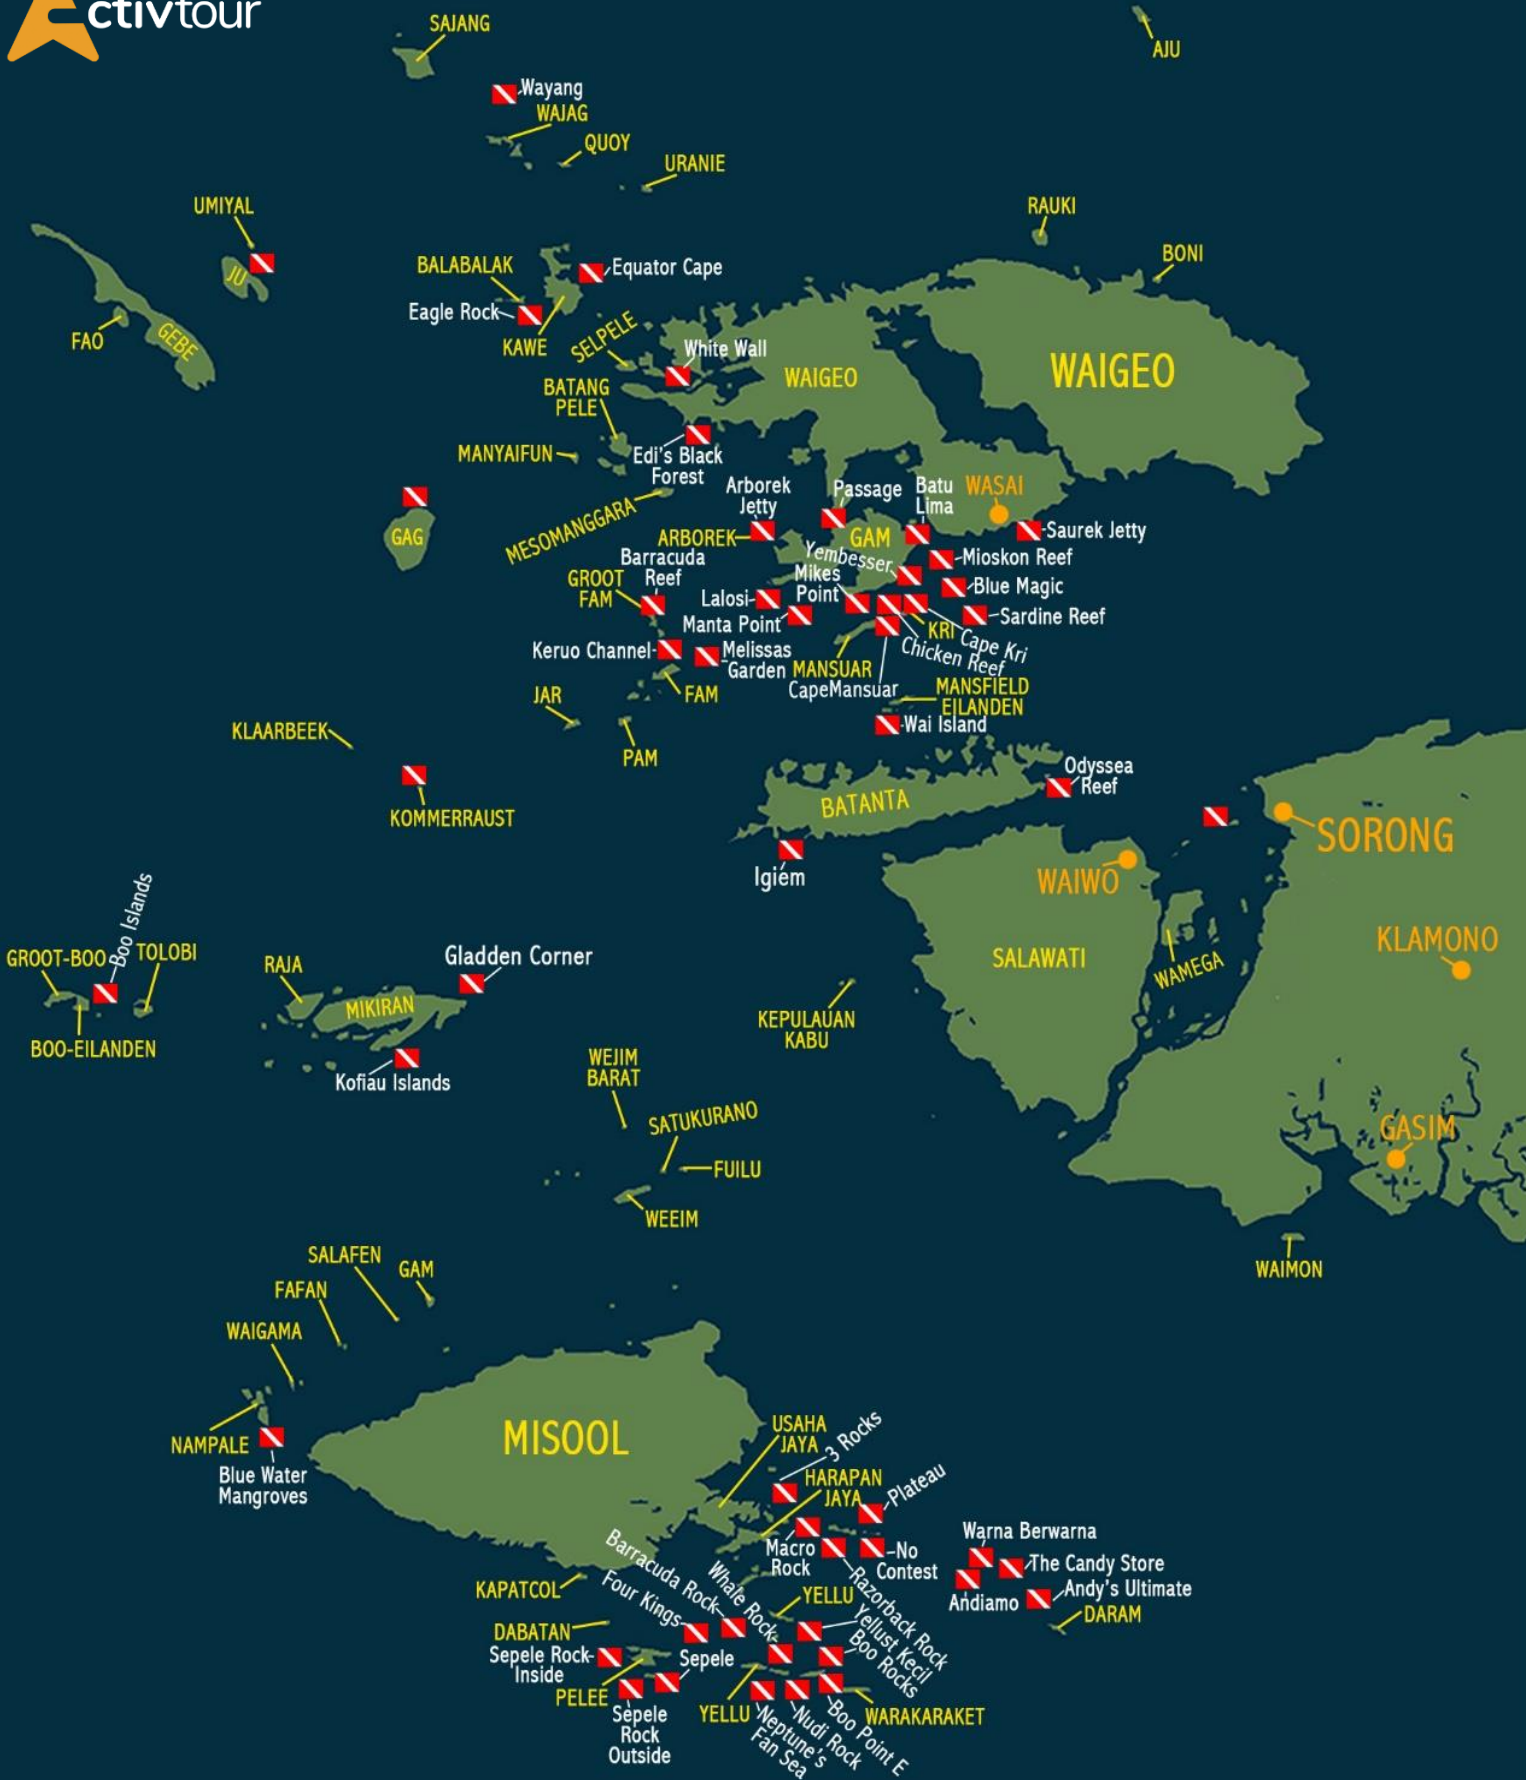 Activtour
SAJANG
AJU
Wayang
WAJAG
QUOY
URANIE
UMIYAL
JU
FAO
GEBE
BALABALAK
Equator Cape
Eagle Rock
KAWE
SELPELE
RAUKI
BONI
White Wall
WAIGEO
WAIGEO
BATANG
PELE
MANYAIFUN
Edi's Black
Forest
MESOMANGGARA
GAG
Arborek
Jetty
ARBOREK
Passage
Batu
Lima
WASAI
GAM
Saurek Jetty
Yembesser
Mioskon Reef
Mikes
Point
Blue Magic
Barracuda
Reef
GROOT
FAM
Lalosi
Manta Point
Sardine Reef
KRI
Cape Kri
Chicken Reef
Keruo Channel
Melissas
Garden
MANSUAR
CapeMansuar
FAM
MANSFIELD
EILANDEN
JAR
PAM
Wai Island
KLAARBEEK
KOMMERRAUST
Odyssea
Reef
BATANTA
Igiem
SORONG
WAIWO
KLAMONO
SALAWATI
WAMEGA
GASIM
WAIMON
Boo Islands
GROOT-BOO
TOLOBI
BOO-EILANDEN
RAJA
MIKIRAN
Gladden Corner
Kofiau Islands
KEPULAUAN
KABU
WEJIM
BARAT
SATUKURANO
FUILU
WEEIM
SALAFEN
GAM
FAFAN
WAIGAMA
NAMPALE
Blue Water
Mangroves
MISOOL
USAHA
JAYA
3 Rocks
HARAPAN
JAYA
Plateau
Macro
Rock
No
Contest
Razorback Rock
Warna Berwarna
The Candy Store
Andiamo
Andy's Ultimate
DARAM
KAPATCOL
Barracuda Rock
Four Kings
Whale Rock
YELLU
Yellust Kecil
Boo Rocks
DABATAN
Sepele Rock
Inside
Sepele
PELEE
Sepele
Rock
Outside
YELLU
Neptune's
Fan Sea
Nudi Rock
Boo Point E
WARAKARAKET